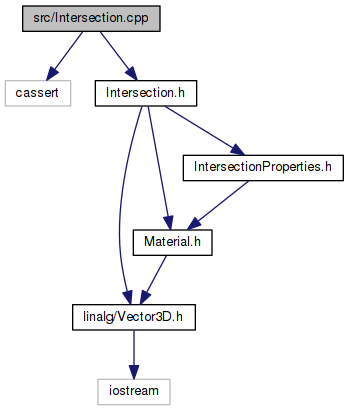 src/Intersection.cpp
cassert
Intersection.h
IntersectionProperties.h
Material.h
linalg/Vector3D.h
iostream